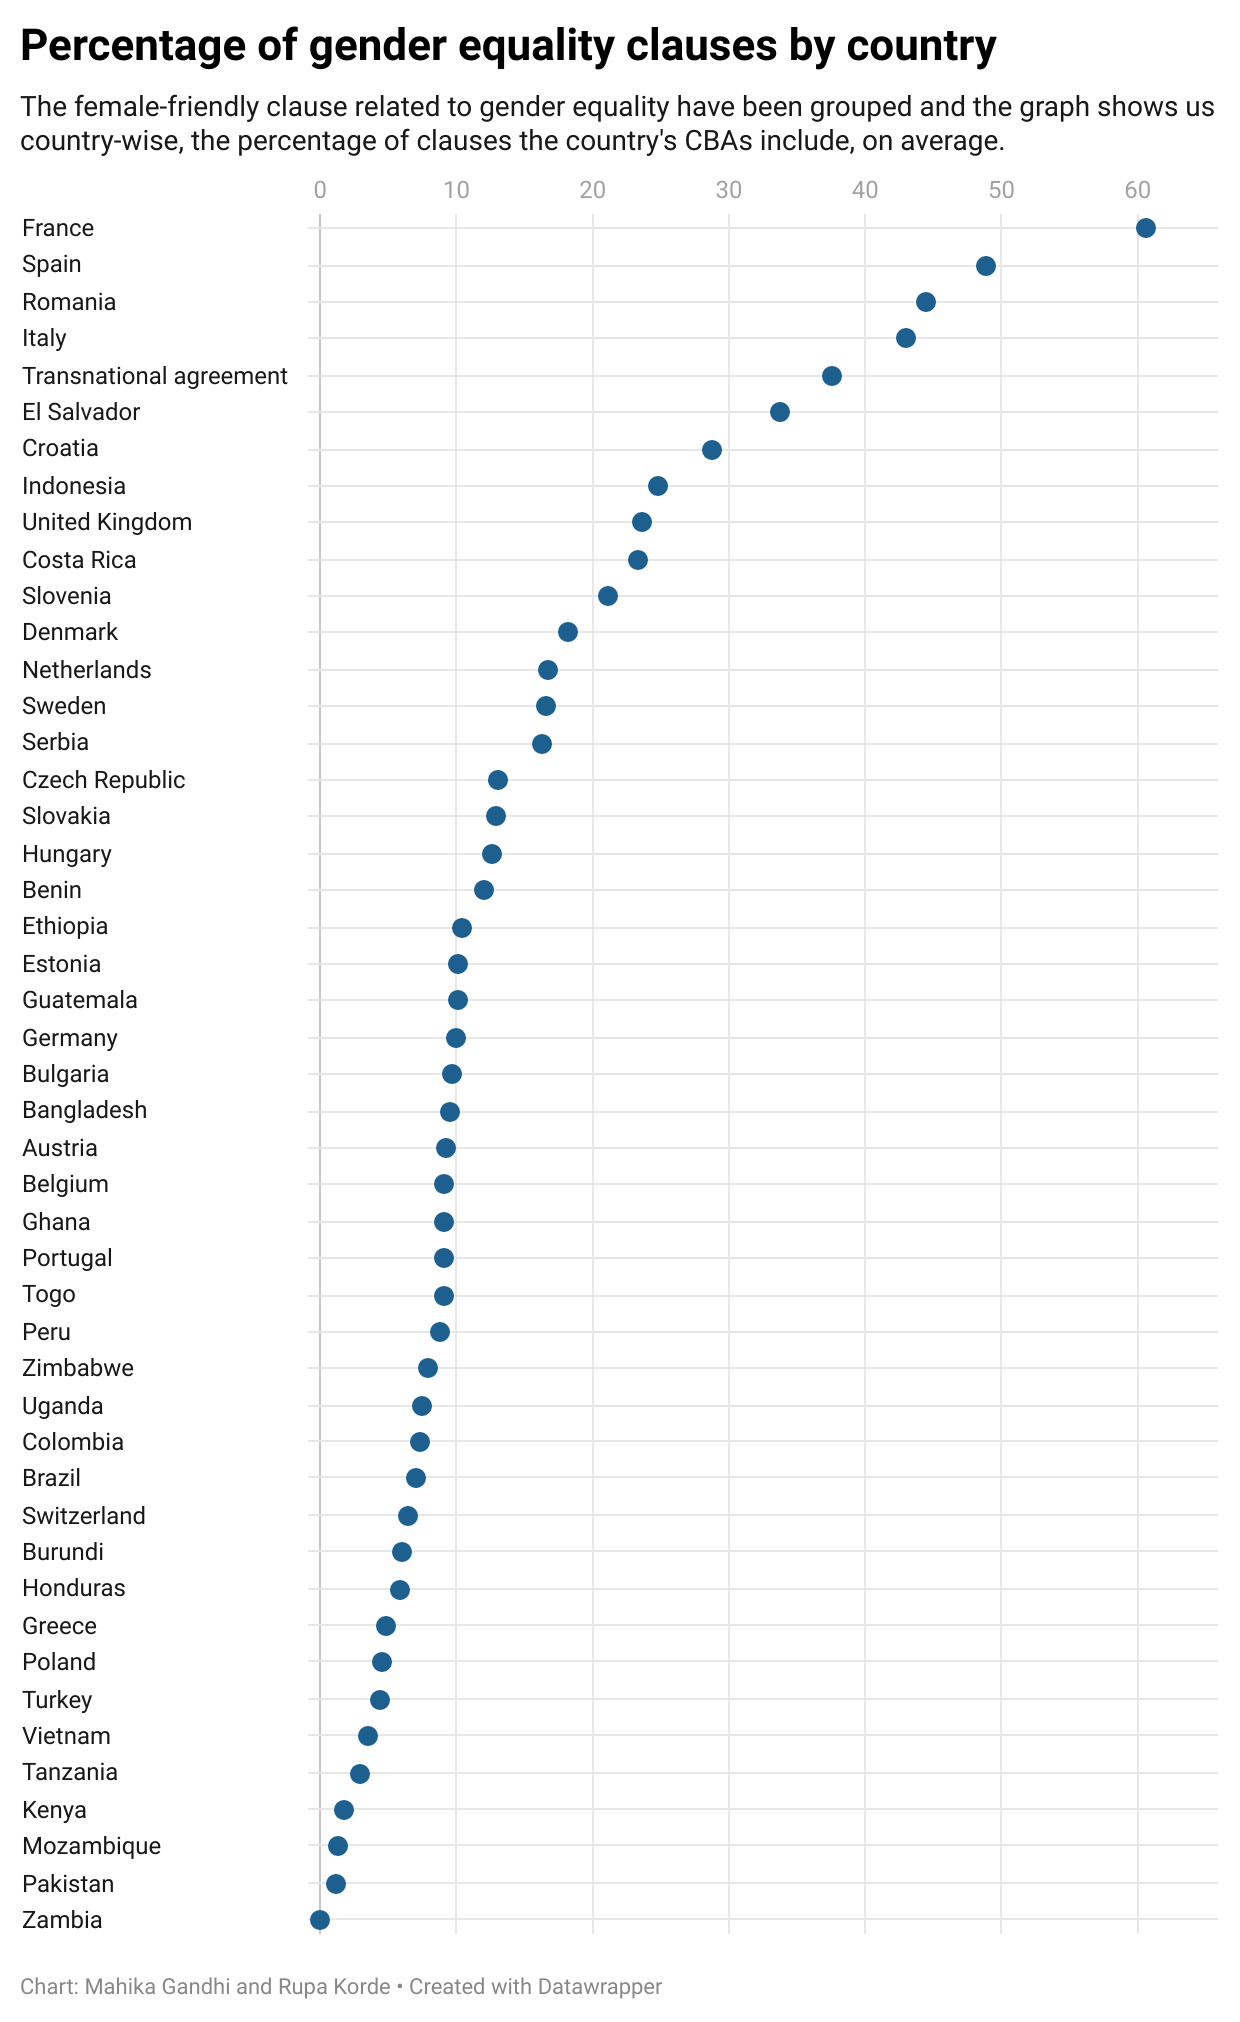 Percentage of gender equality clauses by country
The female-friendly clause related to gender equality have been grouped and the graph shows us
country-wise, the percentage of clauses the country's CBAs include, on average.
0 10 20 30 40 50 60
France
Spain
Romania
Italy
Transnational agreement
El Salvador
Croatia
Indonesia
United Kingdom
Costa Rica
Slovenia
Denmark
Netherlands
Sweden
Serbia
Czech Republic
Slovakia
Hungary
Benin
Ethiopia
Estonia
Guatemala
Germany
Bulgaria
Bangladesh
Austria
Belgium
Ghana
Portugal
Togo
Peru
Zimbabwe
Uganda
Colombia
Brazil
Switzerland
Burundi
Honduras
Greece
Poland
Turkey
Vietnam
Tanzania
Kenya
Mozambique
Pakistan
Zambia
Chart: Mahika Gandhi and Rupa Korde • Created with Datawrapper